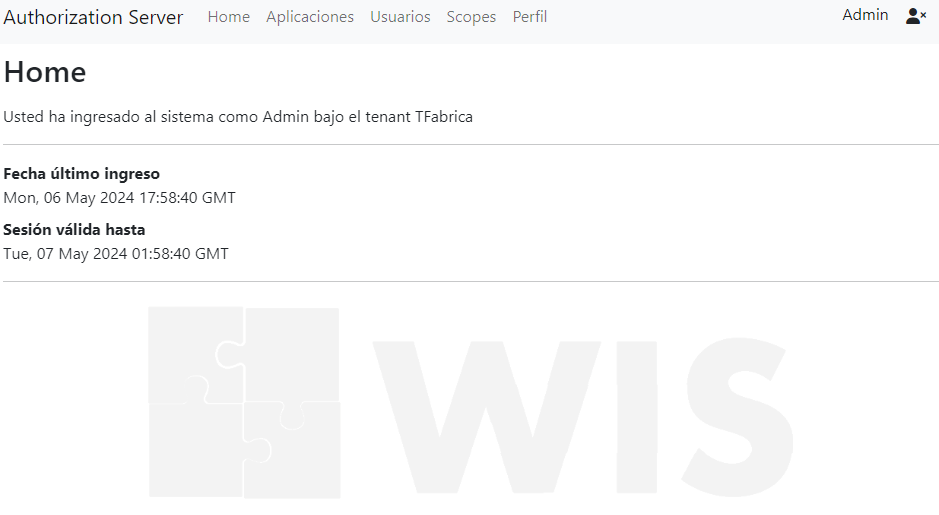 Authorization Server Home Aplicaciones Usuarios Scopes Perfil Admin
Home
Usted ha ingresado al sistema como Admin bajo el tenant TFabrica
Fecha último ingreso
Mon, 06 May 2024 17:58:40 GMT
Sesión válida hasta
Tue, 07 May 2024 01:58:40 GMT
WIS